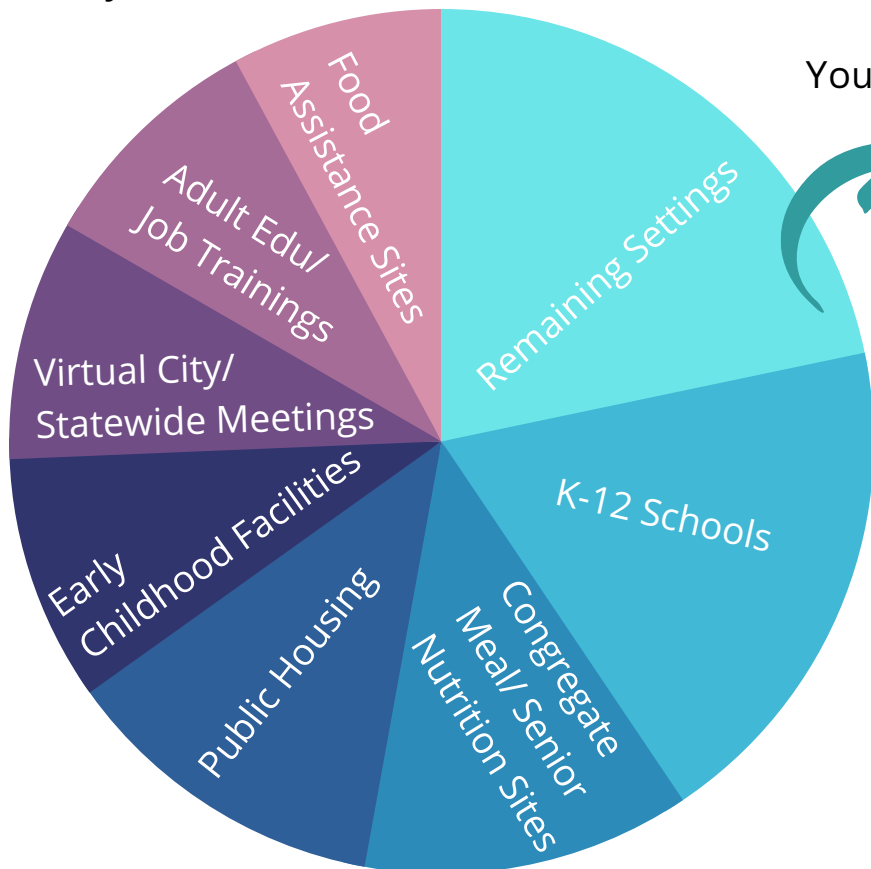 You
Food
Assistance Sites
Remaining Settings
Adult Edu/
Job Trainings
Virtual City/
Statewide Meetings
K-12 Schools
Early
Childhood Facilities
Public Housing
Congregate
Meal/ Senior
Nutrition Sites